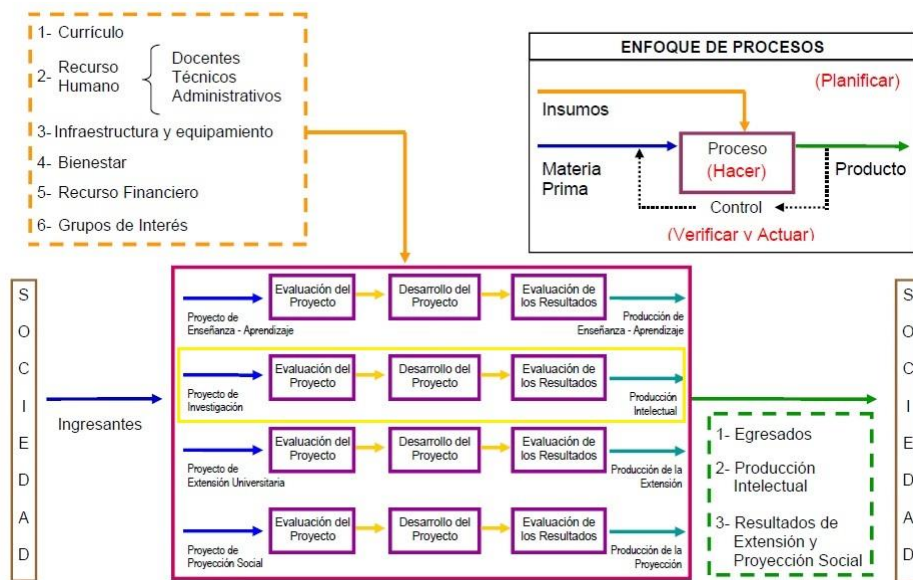 1- Currículo
2- Recurso
Humano
Docentes
Técnicos
Administrativos
3- Infraestructura y equipamiento
4- Bienestar
5- Recurso Financiero
6- Grupos de Interés
ENFOQUE DE PROCESOS
(Planificar)
Insumos
Materia
Prima
Proceso
(Hacer)
Producto
Control
(Verificar y Actuar)
SOCIEDAD
Ingresantes
Proyecto de
Enseñanza - Aprendizaje
Evaluación del
Proyecto
Desarrollo del
Proyecto
Evaluación de
los Resultados
Producción de
Enseñanza - Aprendizaje
Proyecto de
Investigación
Evaluación del
Proyecto
Desarrollo del
Proyecto
Evaluación de
los Resultados
Producción
Intelectual
Proyecto de
Extensión Universitaria
Evaluación del
Proyecto
Desarrollo del
Proyecto
Evaluación de
los Resultados
Producción de la
Extensión
Proyecto de
Proyección Social
Evaluación del
Proyecto
Desarrollo del
Proyecto
Evaluación de
los Resultados
Producción de la
Proyección
1- Egresados
2- Producción
Intelectual
3- Resultados de
Extensión y
Proyección Social
SOCIEDAD